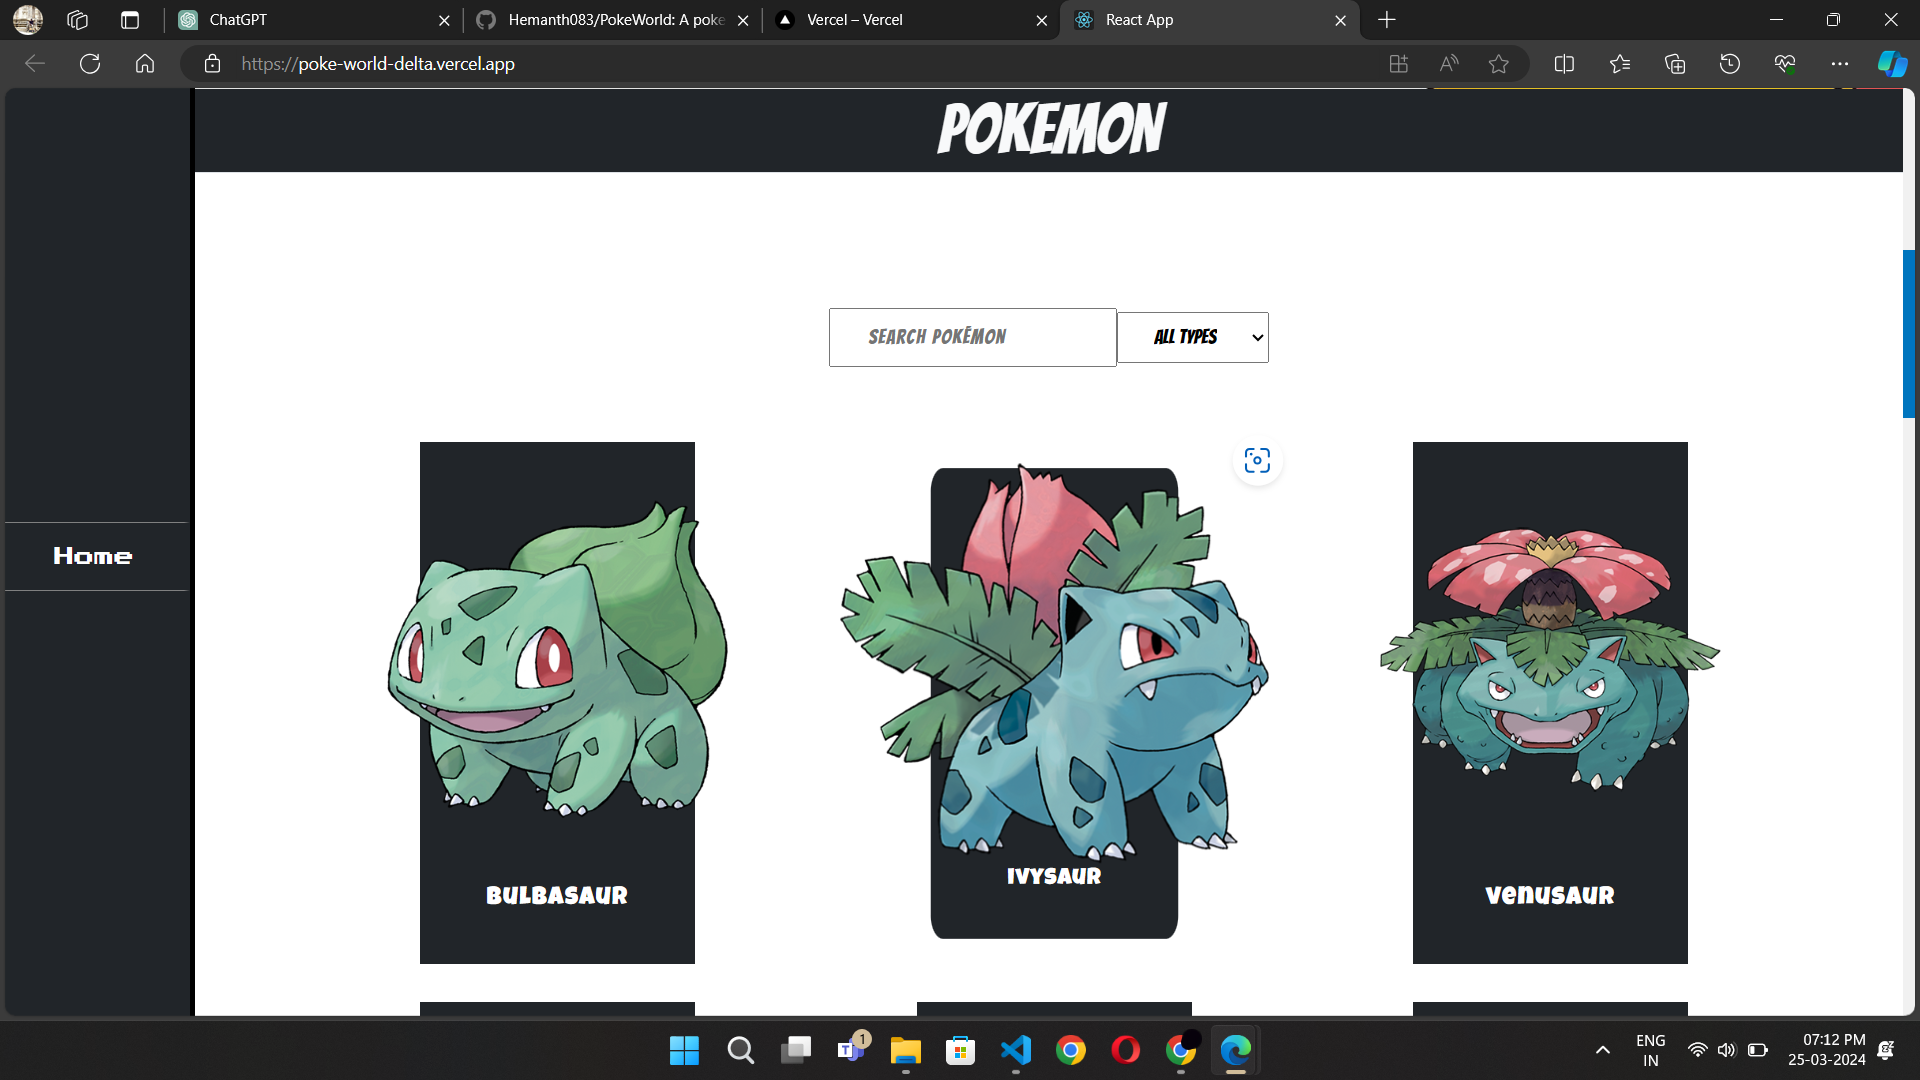 ChatGPT
Hemanth083/PokeWorld: A poke
Vercel – Vercel
React App
https://poke-world-delta.vercel.app
POKEMON
SEARCH POKÉMON
ALL TYPES
Home
BULBASAUR
IVYSAUR
VENUSAUR
1
ENG
IN
07:12 PM
25-03-2024